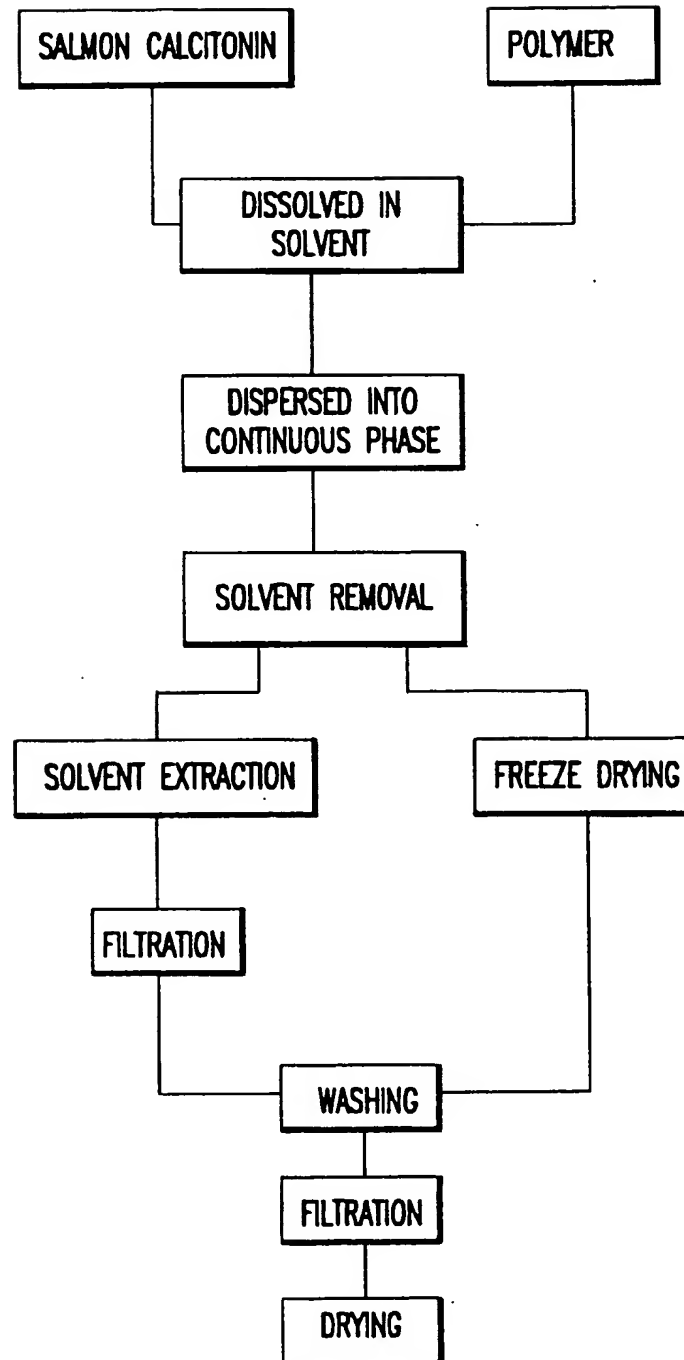 SALMON CALCITONIN
POLYMER
DISSOLVED IN
SOLVENT
DISPERSED INTO
CONTINUOUS PHASE
SOLVENT REMOVAL
SOLVENT EXTRACTION
FREEZE DRYING
FILTRATION
WASHING
FILTRATION
DRYING